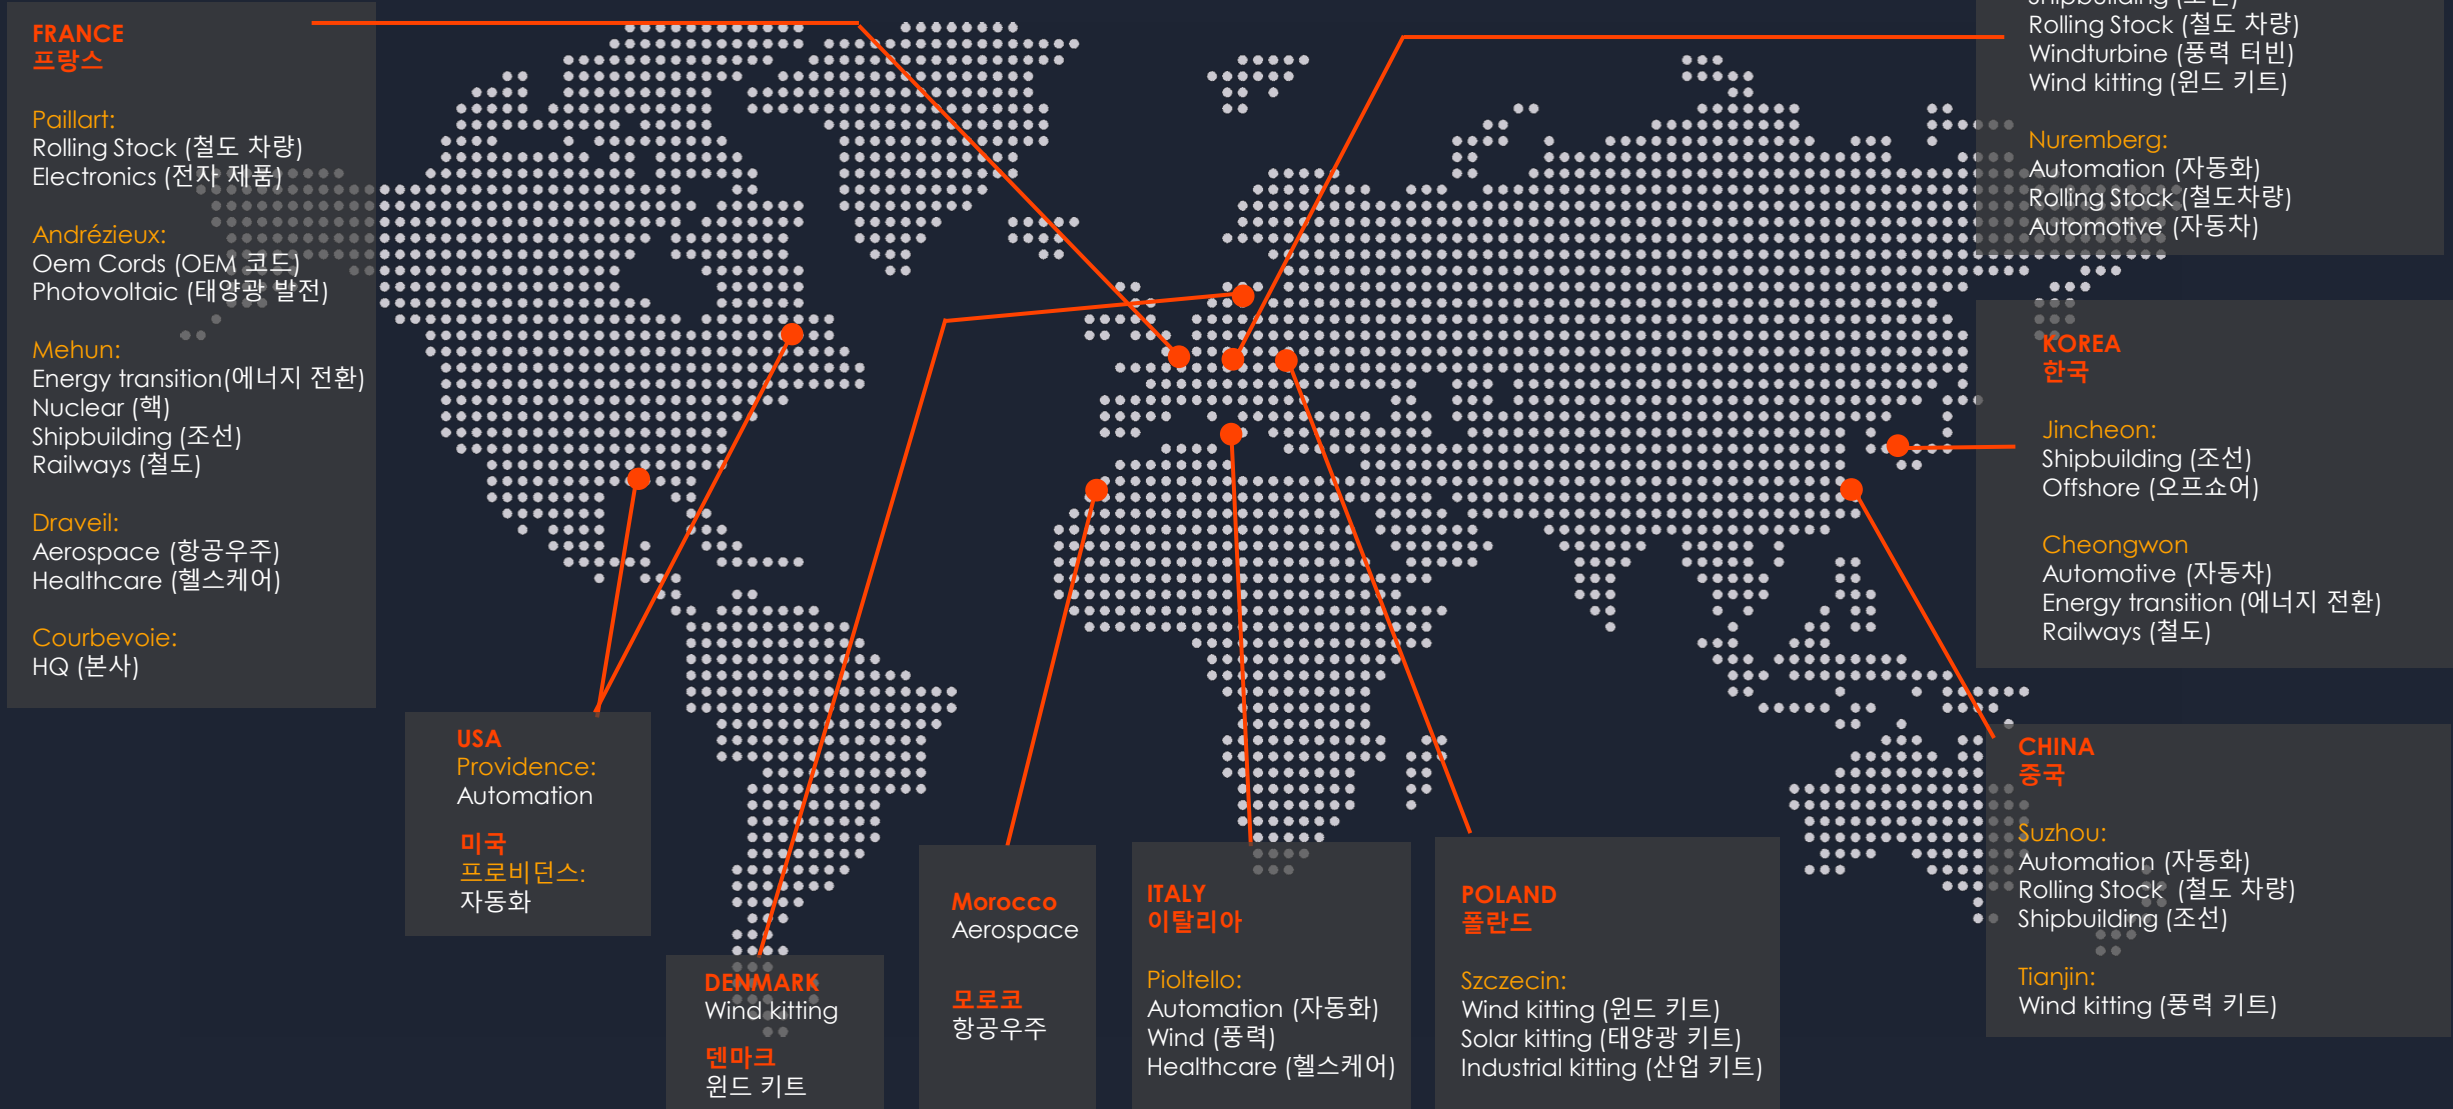 FRANCE
프랑스
Paillart:
Rolling Stock (철도 차량)
Electronics (전자 제품)
Andrézieux:
Oem Cords (OEM 코드)
Photovoltaic (태양광 발전)
Mehun:
Energy transition(에너지 전환)
Nuclear (핵)
Shipbuilding (조선)
Railways (철도)
Draveil:
Aerospace (항공우주)
Healthcare (헬스케어)
Courbevoie:
HQ (본사)
USA
Providence:
Automation
미국
프로비던스:
자동화
DENMARK
Wind kitting
덴마크
윈드 키트
Morocco
Aerospace
모로코
항공우주
ITALY
이탈리아
Pioltello:
Automation (자동화)
Wind (풍력)
Healthcare (헬스케어)
POLAND
폴란드
Szczecin:
Wind kitting (윈드 키트)
Solar kitting (태양광 키트)
Industrial kitting (산업 키트)
Shipbuilding (조선)
Rolling Stock (철도 차량)
Windturbine (풍력 터빈)
Wind kitting (윈드 키트)
Nuremberg:
Automation (자동화)
Rolling Stock (철도차량)
Automotive (자동차)
KOREA
한국
Jincheon:
Shipbuilding (조선)
Offshore (오프쇼어)
Cheongwon
Automotive (자동차)
Energy transition (에너지 전환)
Railways (철도)
CHINA
중국
Suzhou:
Automation (자동화)
Rolling Stock (철도 차량)
Shipbuilding (조선)
Tianjin:
Wind kitting (풍력 키트)